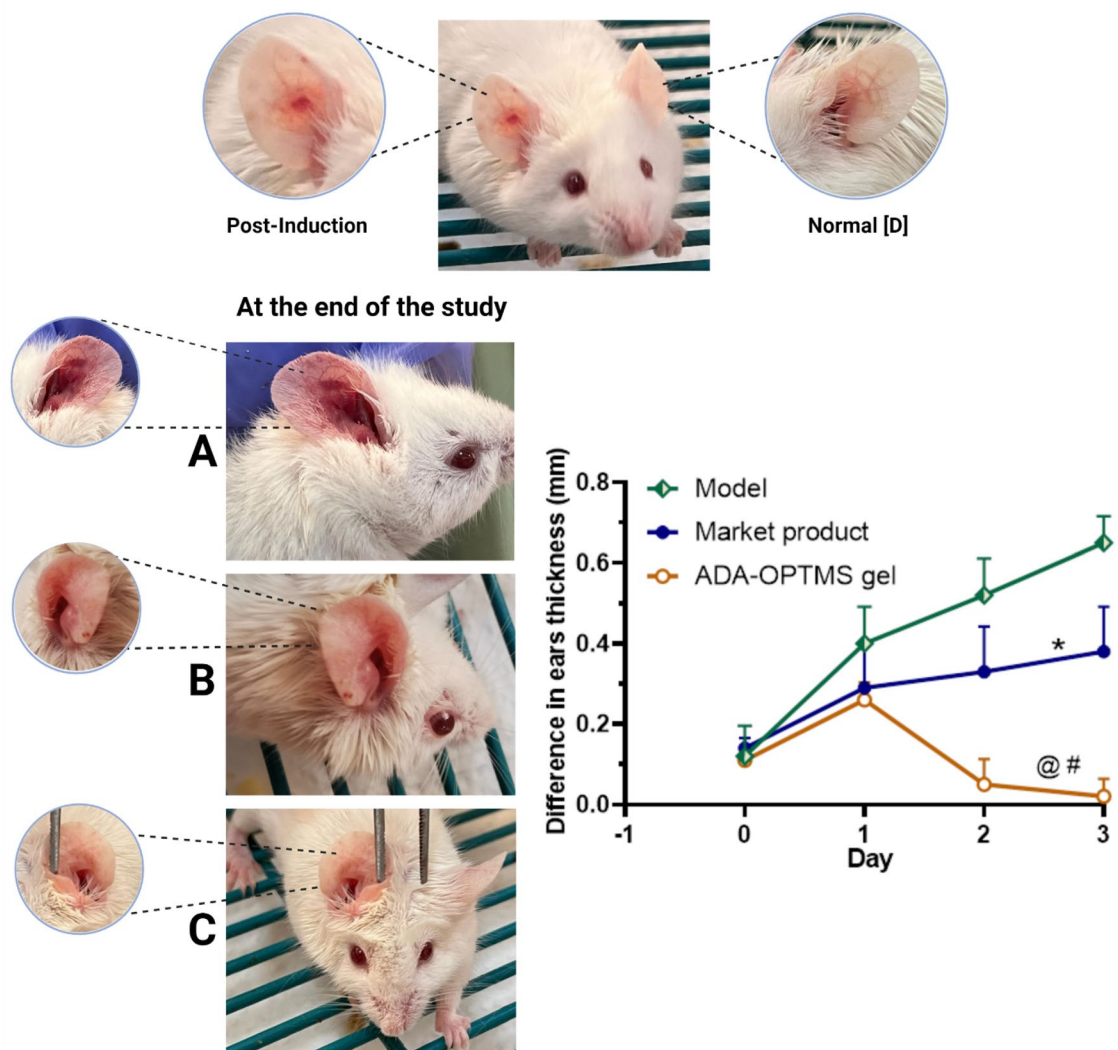 Post-Induction
Normal [D]
At the end of the study
A
B
C
Difference in ears thickness (mm)
0.8
0.6
0.4
0.2
0.0
Model
Market product
ADA-OPTMS gel
*
@ #
-1
0
1
2
3
Day